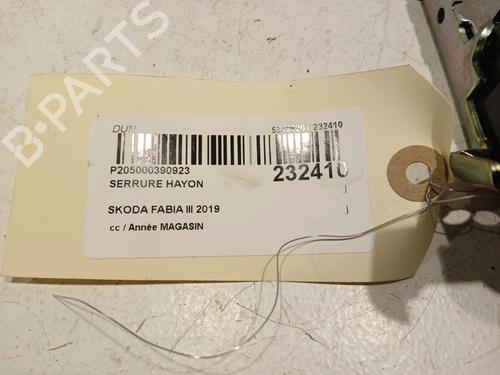 B-PARTS
DUN 232410
P205000390923
SERRURE HAYON 232410
SKODA FABIA III 2019
cc / Année MAGASIN